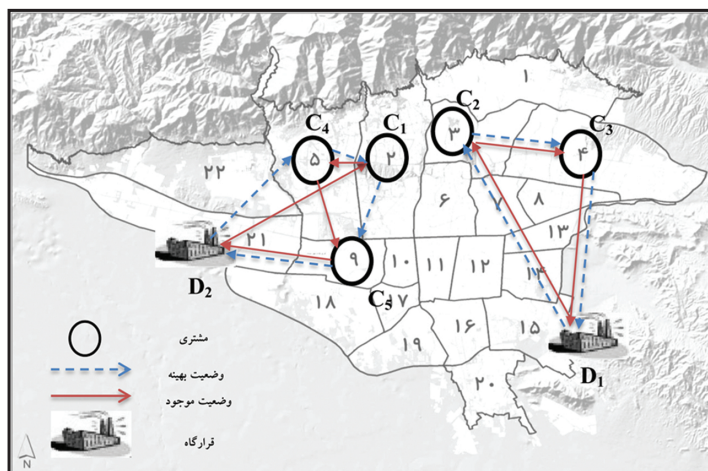 ۱
C₂
C₄
C₁
C₃
۳
۵
۲
۴
۲۲
۶
۷
۸
۱۳
۲۱
۹
۱۰
۱۱
۱۲
۱۴
D₂
C₅
۱۸
۱۷
۱۶
۱۵
۱۹
D₁
۲۰
مشتری
وضعیت بهینه
وضعیت موجود
قرارگاه
N